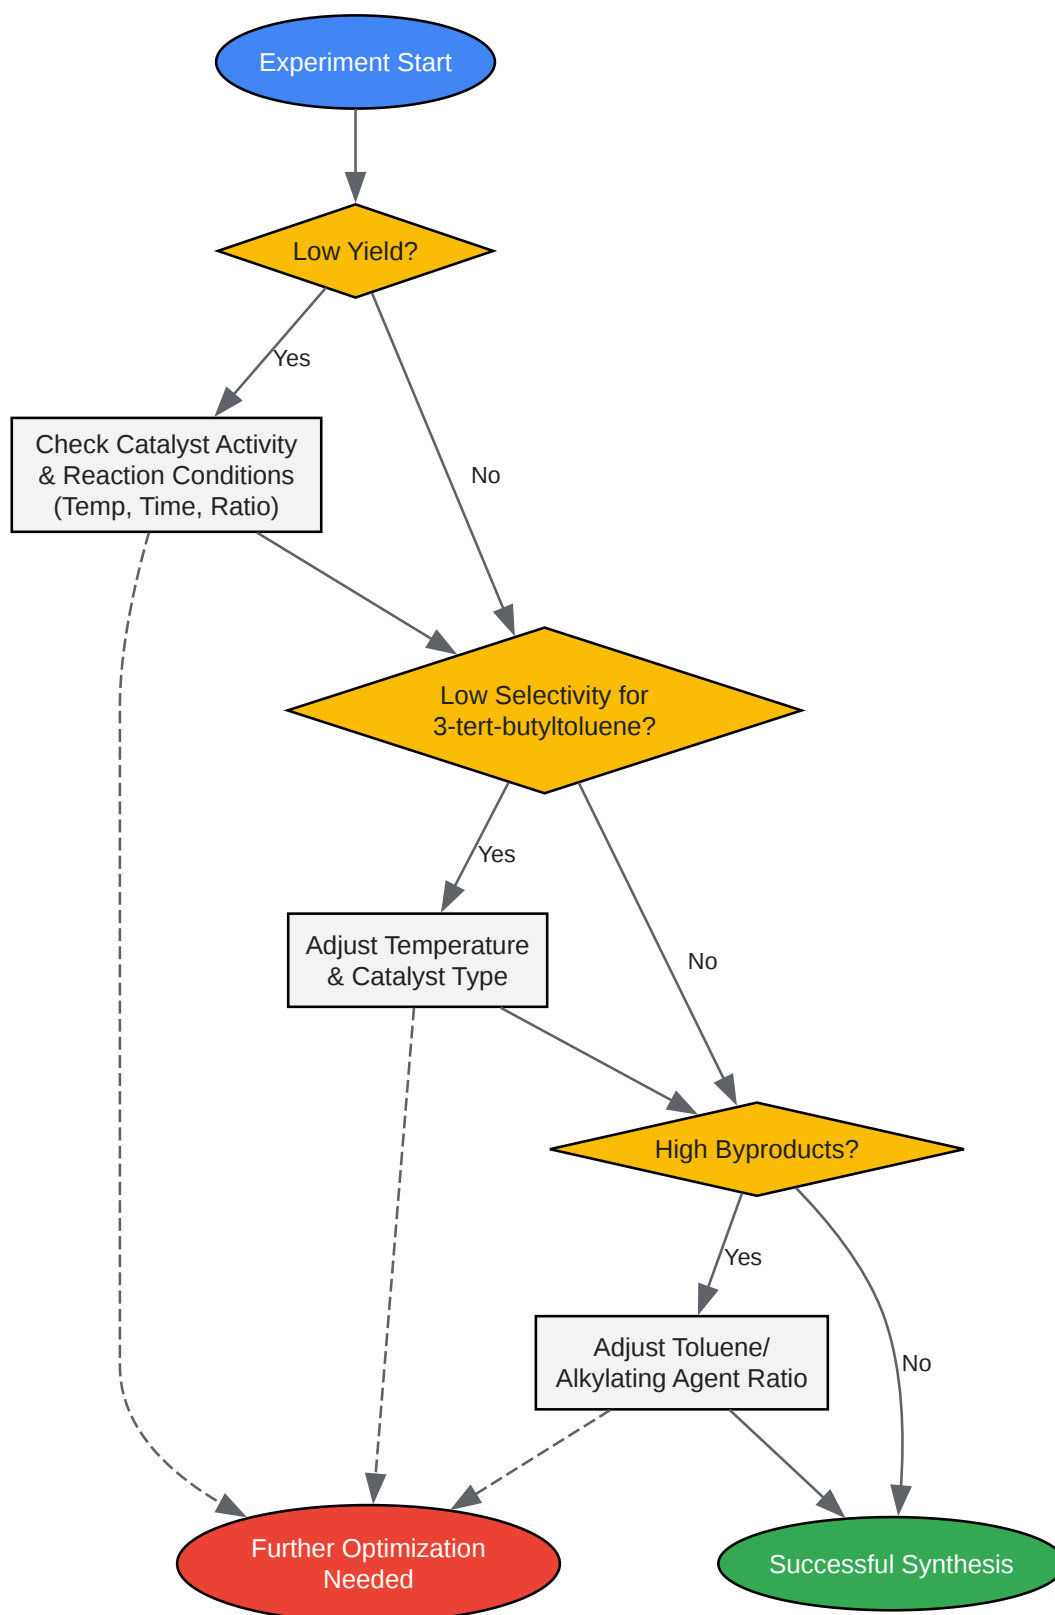 Experiment Start
Low Yield?
Yes
Check Catalyst Activity
& Reaction Conditions
(Temp, Time, Ratio)
No
Low Selectivity for
3-tert-butyltoluene?
Yes
Adjust Temperature
& Catalyst Type
No
High Byproducts?
Yes
Adjust Toluene/
Alkylating Agent Ratio
No
Further Optimization
Needed
Successful Synthesis